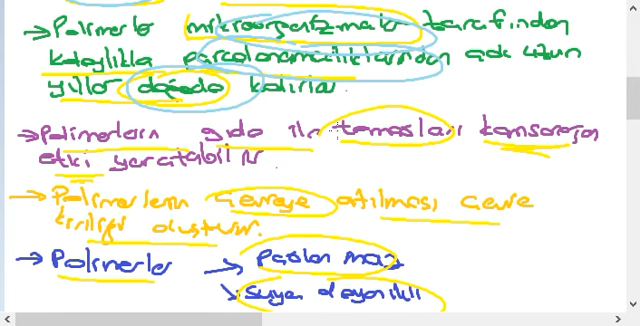 → Polimerler mikroorganizmalar tarafından
kolaylıkla parçalanamadıklarından çok uzun
yıllar doğada kalırlar.
→ Polimerlerin gıda ile temasları kanserojen
etki yaratabilir
→ Polimerlerin çevreye atılması çevre
kirliliği oluşturur.
→ Polimerler → Paslanmaz
↘ Suya dayanıklı